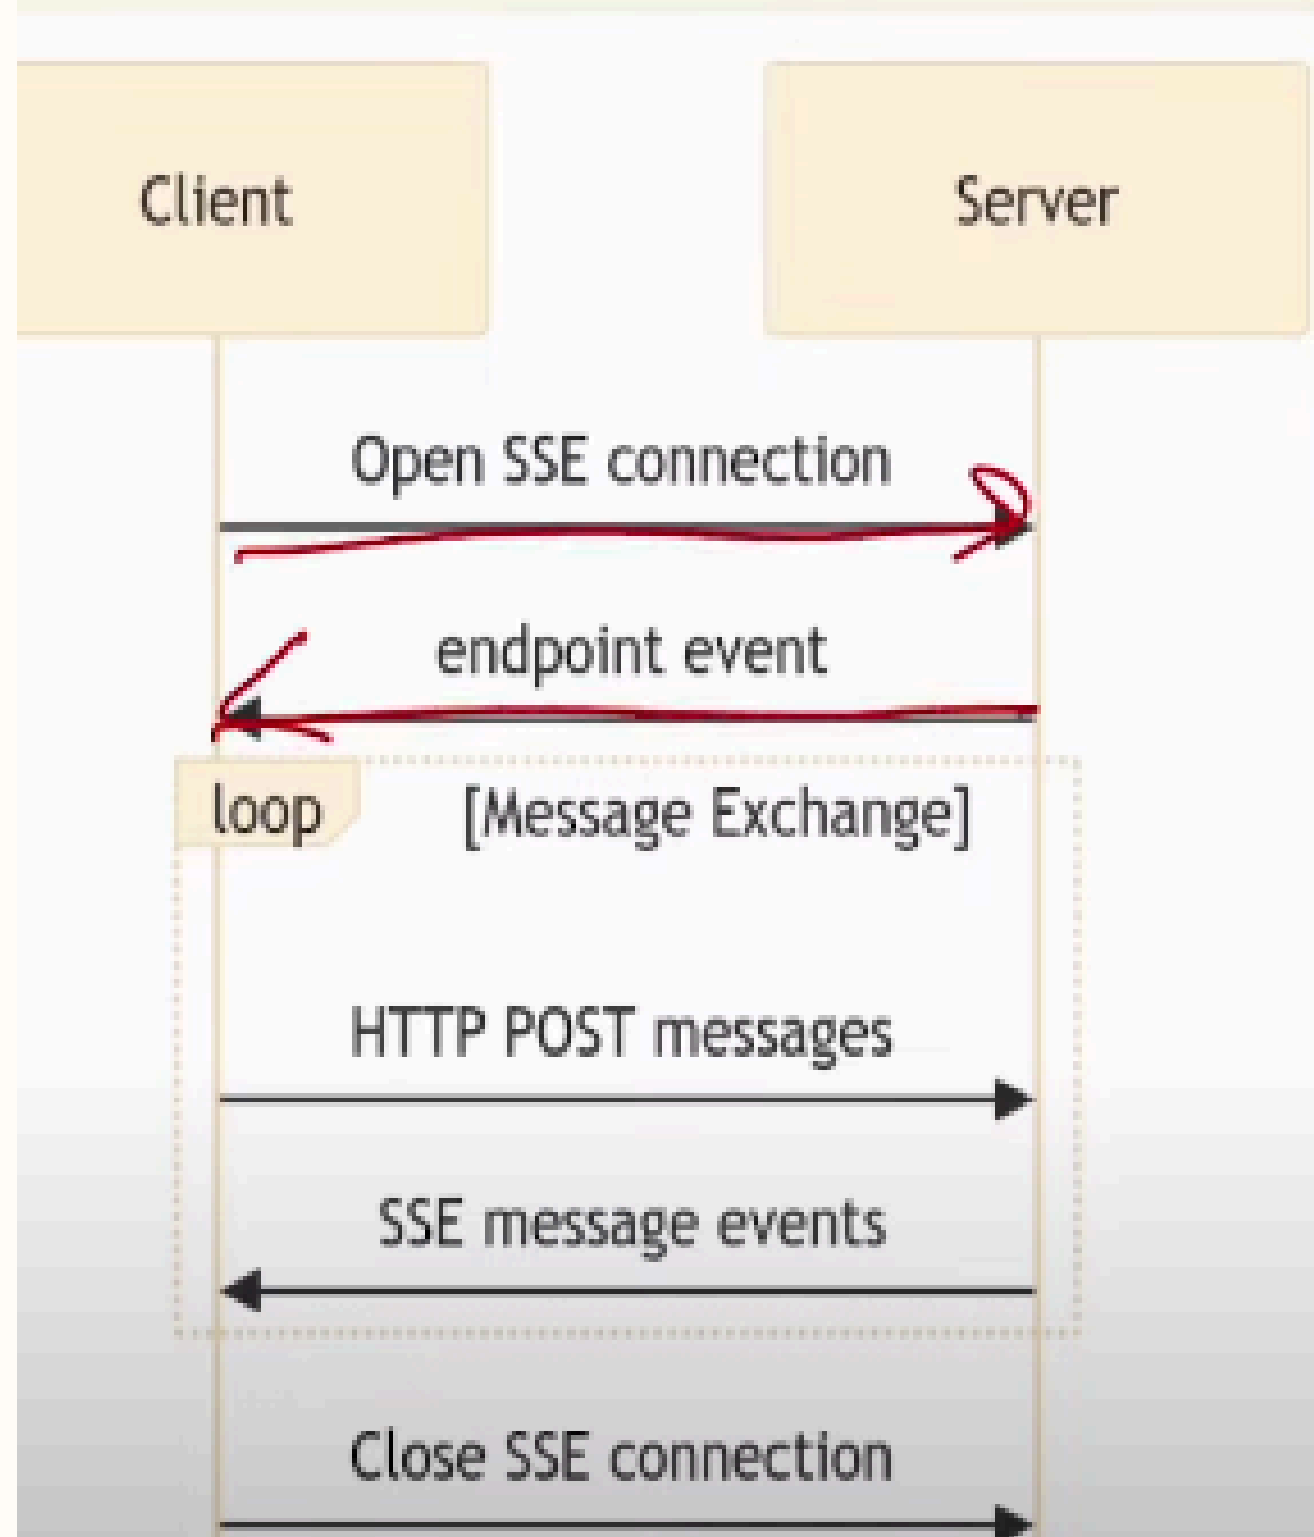 Client
Server
Open SSE connection
endpoint event
loop
[Message Exchange]
HTTP POST messages
SSE message events
Close SSE connection